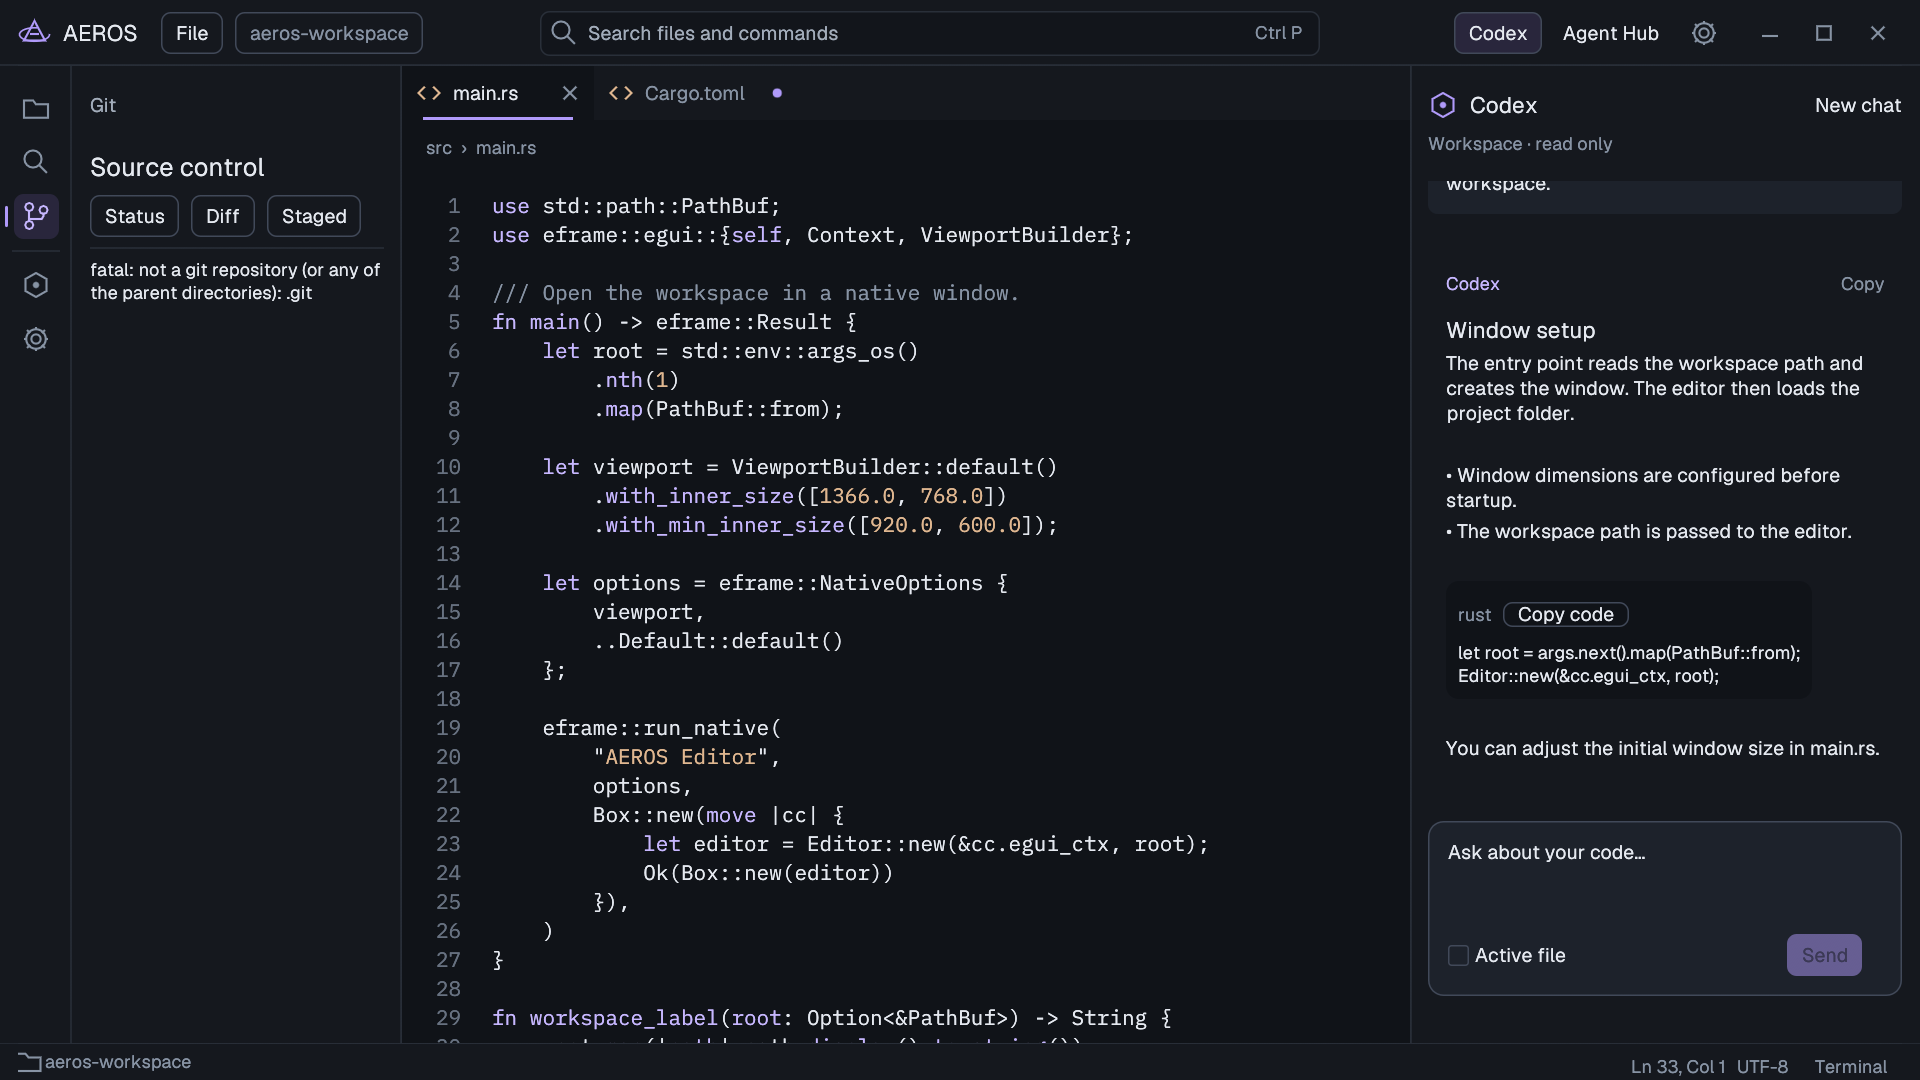 AEROS File aeros-workspace Search files and commands Ctrl P Codex Agent Hub
Git
Source control
Status Diff Staged
fatal: not a git repository (or any of
the parent directories): .git
main.rs Cargo.toml
src › main.rs
1 use std::path::PathBuf;
2 use eframe::egui::{self, Context, ViewportBuilder};
3
4 /// Open the workspace in a native window.
5 fn main() -> eframe::Result {
6     let root = std::env::args_os()
7         .nth(1)
8         .map(PathBuf::from);
9
10     let viewport = ViewportBuilder::default()
11         .with_inner_size([1366.0, 768.0])
12         .with_min_inner_size([920.0, 600.0]);
13
14     let options = eframe::NativeOptions {
15         viewport,
16         ..Default::default()
17     };
18
19     eframe::run_native(
20         "AEROS Editor",
21         options,
22         Box::new(move |cc| {
23             let editor = Editor::new(&cc.egui_ctx, root);
24             Ok(Box::new(editor))
25         }),
26     )
27 }
28
29 fn workspace_label(root: Option<&PathBuf>) -> String {
Codex New chat
Workspace · read only
workspace.
Codex Copy
Window setup
The entry point reads the workspace path and
creates the window. The editor then loads the
project folder.
• Window dimensions are configured before
startup.
• The workspace path is passed to the editor.
rust Copy code
let root = args.next().map(PathBuf::from);
Editor::new(&cc.egui_ctx, root);
You can adjust the initial window size in main.rs.
Ask about your code…
Active file Send
aeros-workspace Ln 33, Col 1 UTF-8 Terminal